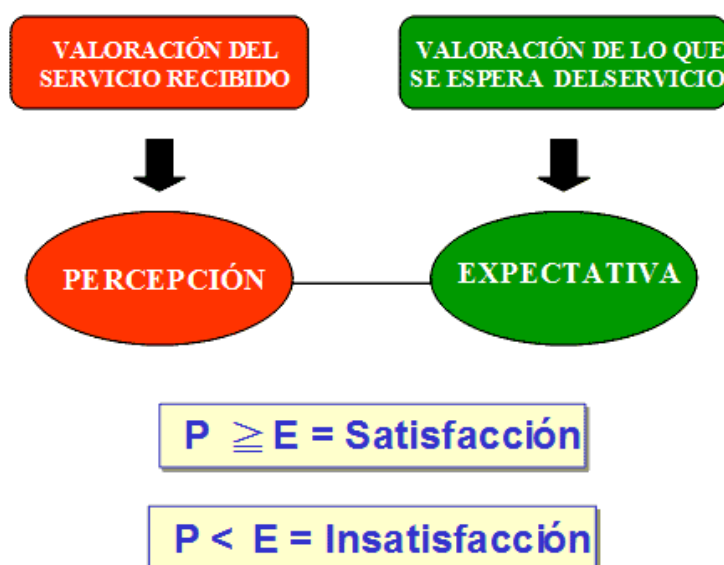 VALORACIÓN DEL
SERVICIO RECIBIDO
VALORACIÓN DE LO QUE
SE ESPERA DELSERVICIO
PERCEPCIÓN
EXPECTATIVA
P ≧ E = Satisfacción
P < E = Insatisfacción